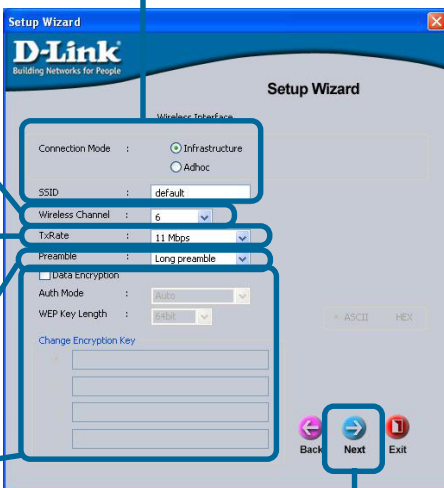 Setup Wizard
D-Link
Building Networks for People
Setup Wizard
Wireless Interface
Connection Mode : Infrastructure
Adhoc
SSID : default
Wireless Channel : 6
TxRate : 11 Mbps
Preamble : Long preamble
Data Encryption
Auth Mode : Auto
WEP Key Length : 64bit
ASCII HEX
Change Encryption Key
Back Next Exit